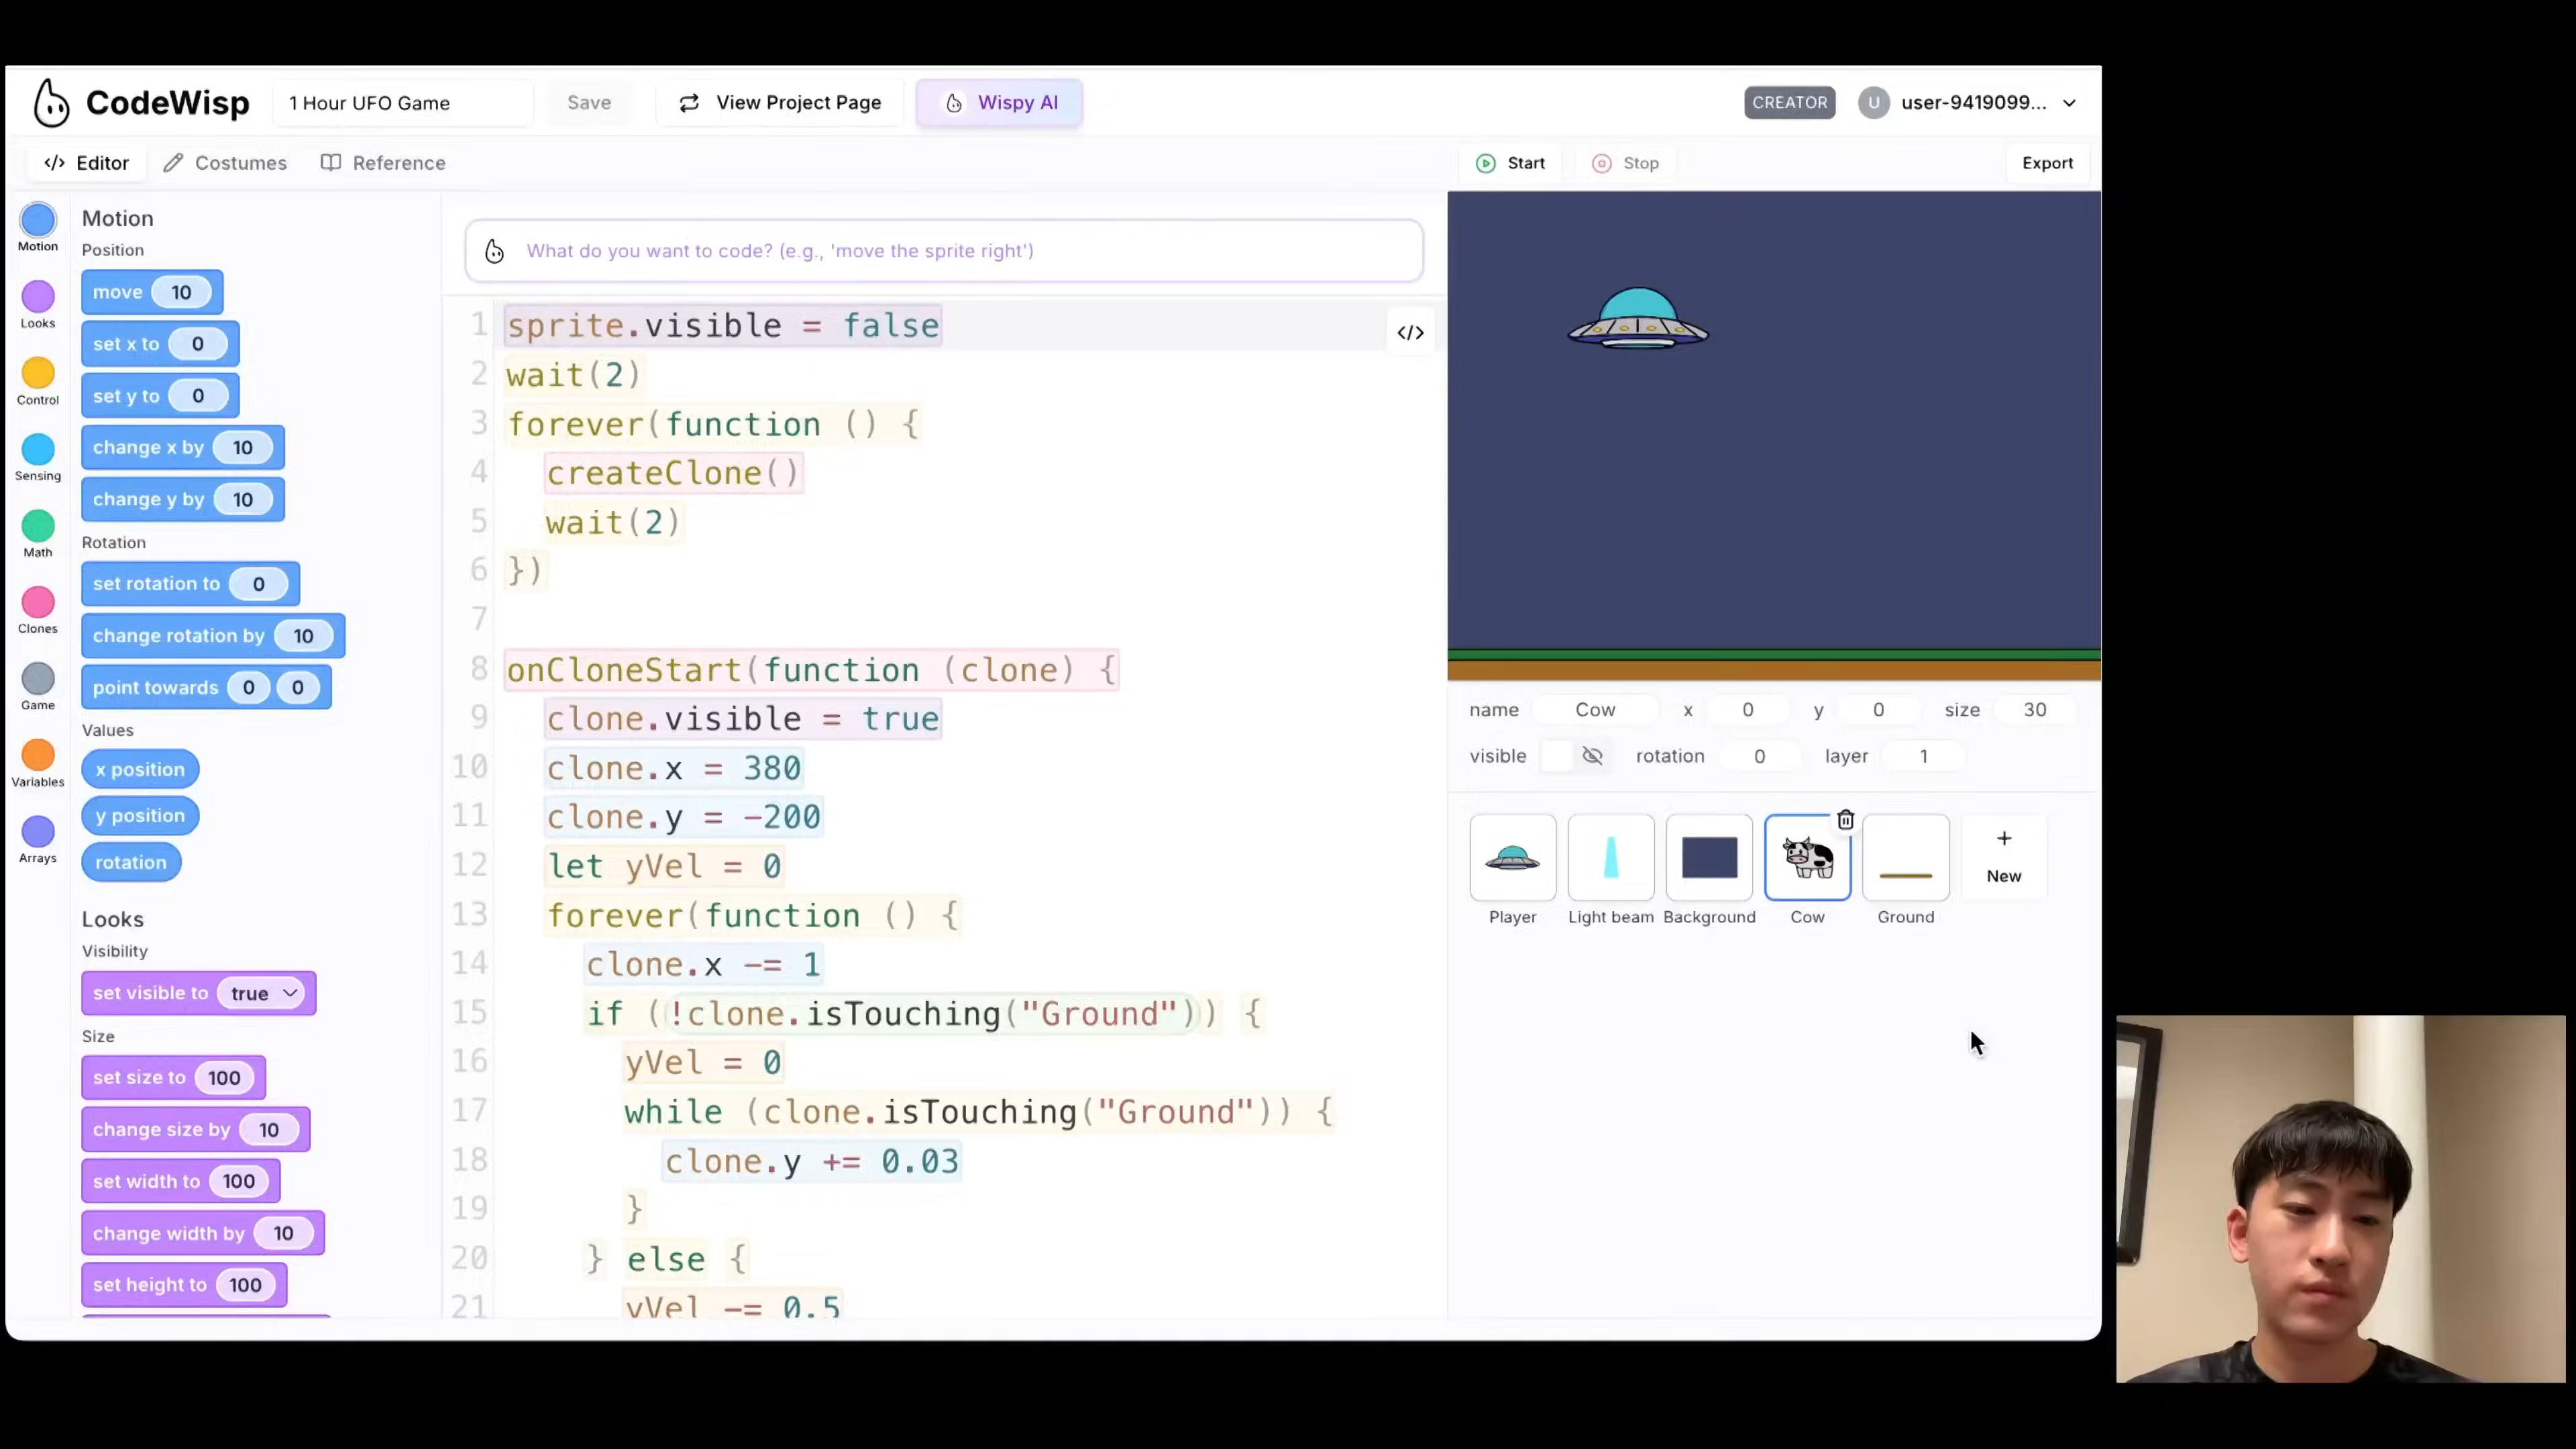 CodeWisp
1 Hour UFO Game
Save
View Project Page
Wispy AI
CREATOR
U
user-9419099...
Editor
Costumes
Reference
Start
Stop
Export
Motion
Looks
Control
Sensing
Math
Clones
Game
Variables
Arrays
Motion
Position
move 10
set x to 0
set y to 0
change x by 10
change y by 10
Rotation
set rotation to 0
change rotation by 10
point towards 0 0
Values
x position
y position
rotation
Looks
Visibility
set visible to true
Size
set size to 100
change size by 10
set width to 100
change width by 10
set height to 100
What do you want to code? (e.g., 'move the sprite right')
</>
1 sprite.visible = false
2 wait(2)
3 forever(function () {
4 createClone()
5 wait(2)
6 })
7
8 onCloneStart(function (clone) {
9 clone.visible = true
10 clone.x = 380
11 clone.y = -200
12 let yVel = 0
13 forever(function () {
14 clone.x -= 1
15 if (!clone.isTouching("Ground")) {
16 yVel = 0
17 while (clone.isTouching("Ground")) {
18 clone.y += 0.03
19 }
20 } else {
21 yVel -= 0.5
name Cow x 0 y 0 size 30
visible rotation 0 layer 1
Player
Light beam
Background
Cow
Ground
+
New